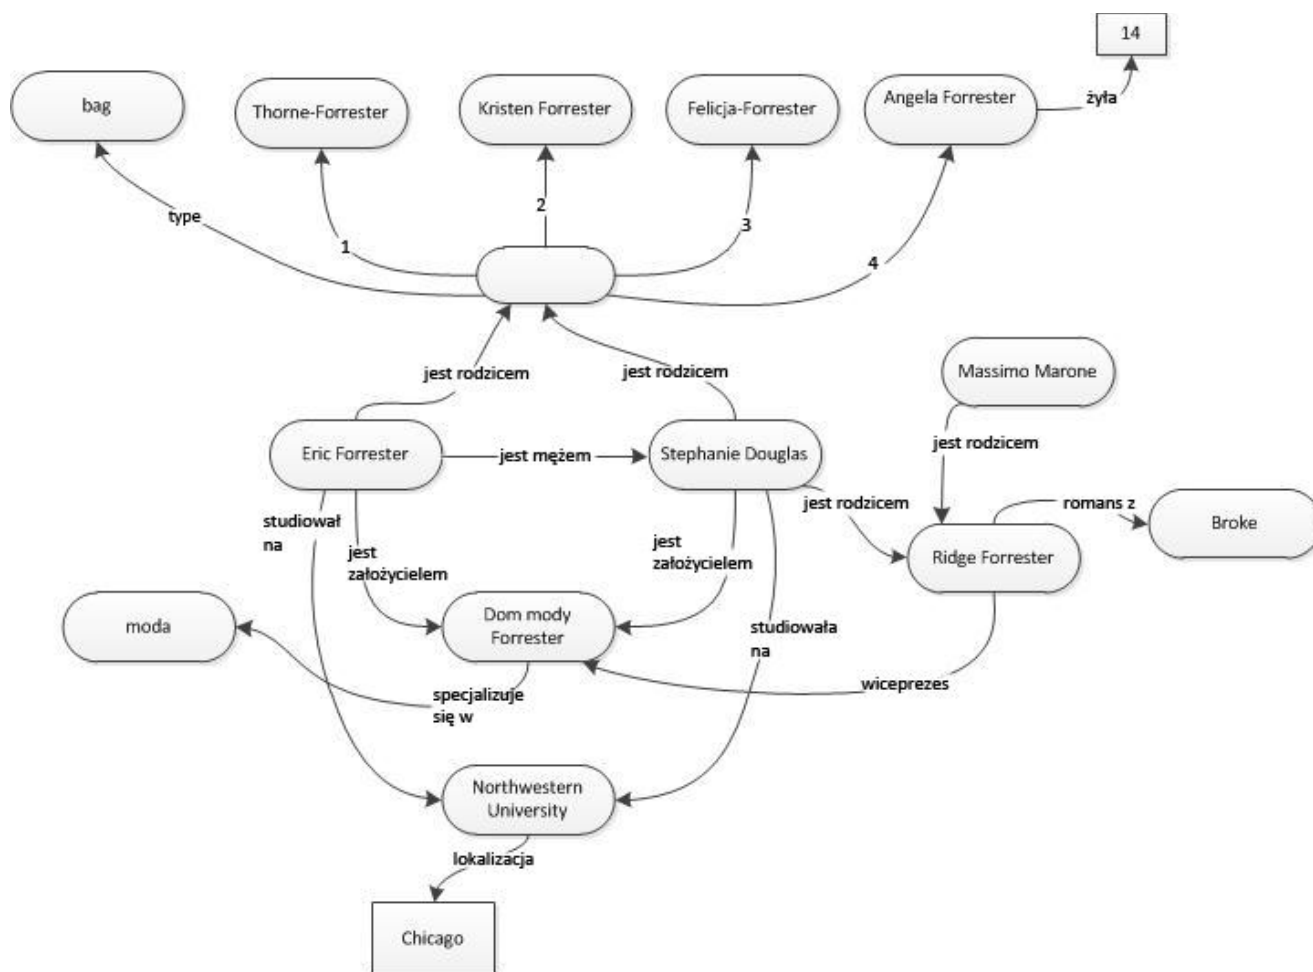 14
bag
Thorne-Forrester
Kristen Forrester
Felicja-Forrester
Angela Forrester
żyła
type
1
2
3
4
jest rodzicem
jest rodzicem
Massimo Marone
jest rodzicem
Eric Forrester
jest mężem
Stephanie Douglas
jest rodzicem
romans z
Broke
studiował
na
jest
założycielem
jest
założycielem
Ridge Forrester
moda
Dom mody
Forrester
studiowała
na
specjalizuje
się w
wiceprezes
Northwestern
University
lokalizacja
Chicago